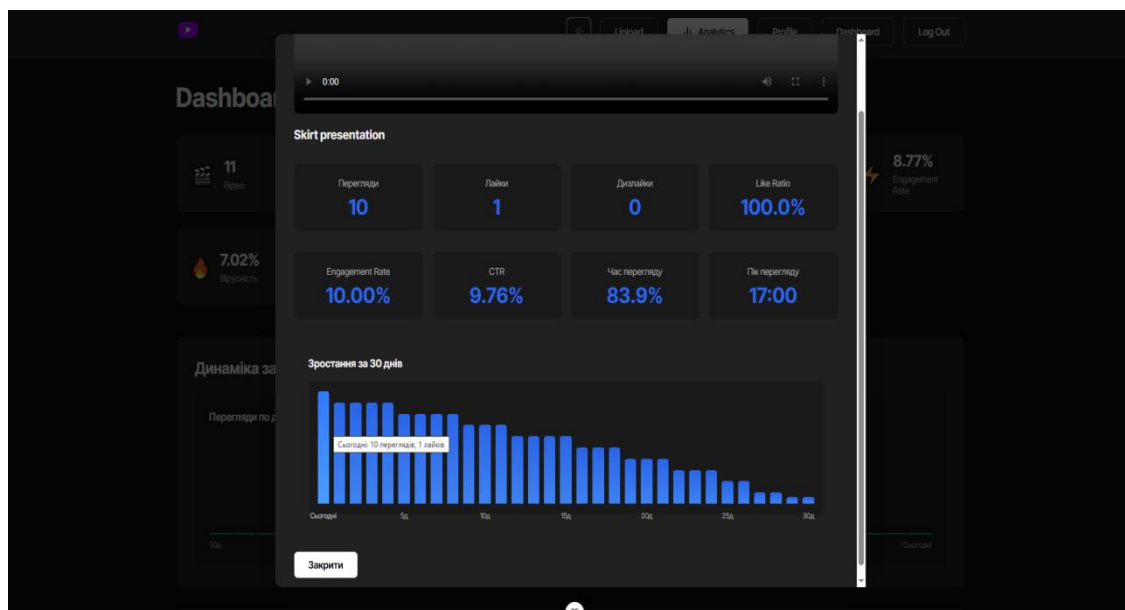 Upload Analytics Profile Dashboard Log Out
0:00
Dashboa
Skirt presentation
11
Відео
8.77%
Engagement
Rate
Перегляди
10
Лайки
1
Дизлайки
0
Like Ratio
100.0%
7.02%
Вірусність
Engagement Rate
10.00%
CTR
9.76%
Час перегляду
83.9%
Пік перегляду
17:00
Динаміка за
Зростання за 30 днів
Перегляди по д
Сьогодні: 10 переглядів, 1 лайків
Сьогодні 5д 10д 15д 20д 25д 30д
30д
Сьогодні
Закрити